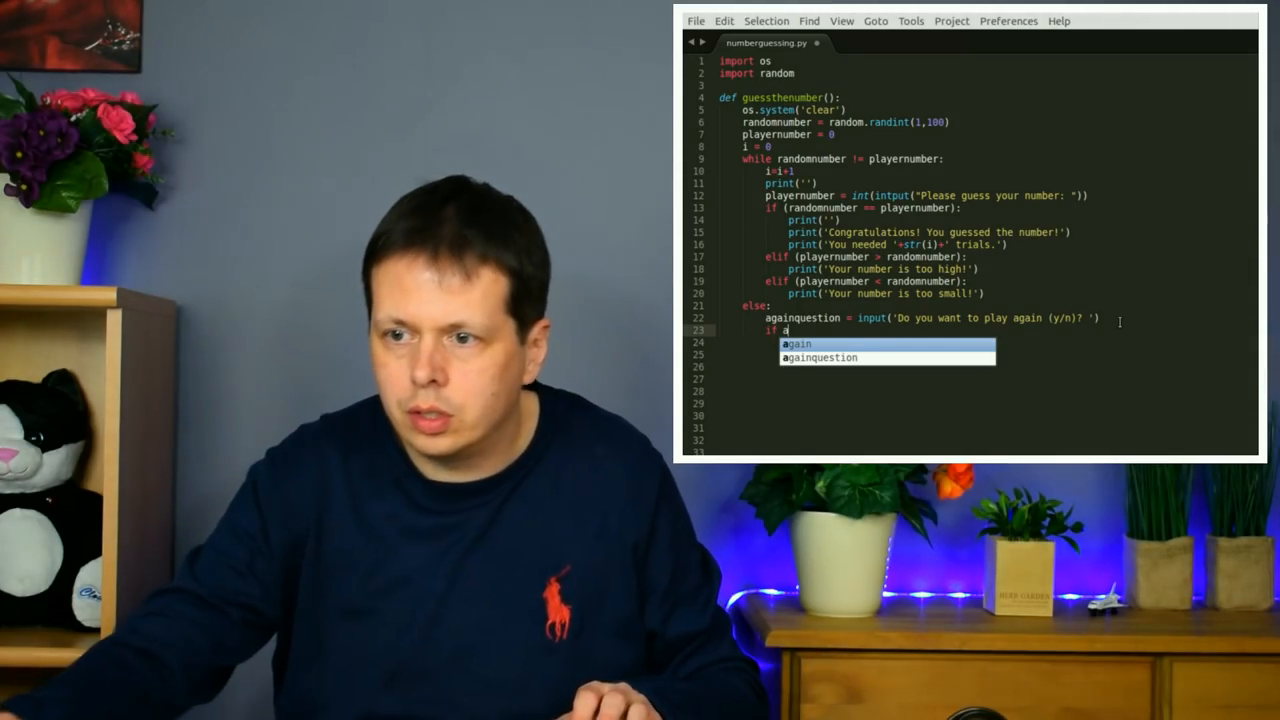 File Edit Selection Find View Goto Tools Project Preferences Help
numberguessing.py
1 import os
2 import random
3
4 def guessthenumber():
5 os.system('clear')
6 randomnumber = random.randint(1,100)
7 playernumber = 0
8 i = 0
9 while randomnumber != playernumber:
10 i=i+1
11 print('')
12 playernumber = int(intput("Please guess your number: "))
13 if (randomnumber == playernumber):
14 print('')
15 print('Congratulations! You guessed the number!')
16 print('You needed '+str(i)+' trials.')
17 elif (playernumber > randomnumber):
18 print('Your number is too high!')
19 elif (playernumber < randomnumber):
20 print('Your number is too small!')
21 else:
22 againquestion = input('Do you want to play again (y/n)? ')
23 if a
24 again
25 againquestion
26
27
28
29
30
31
32
33
HERB GARDEN